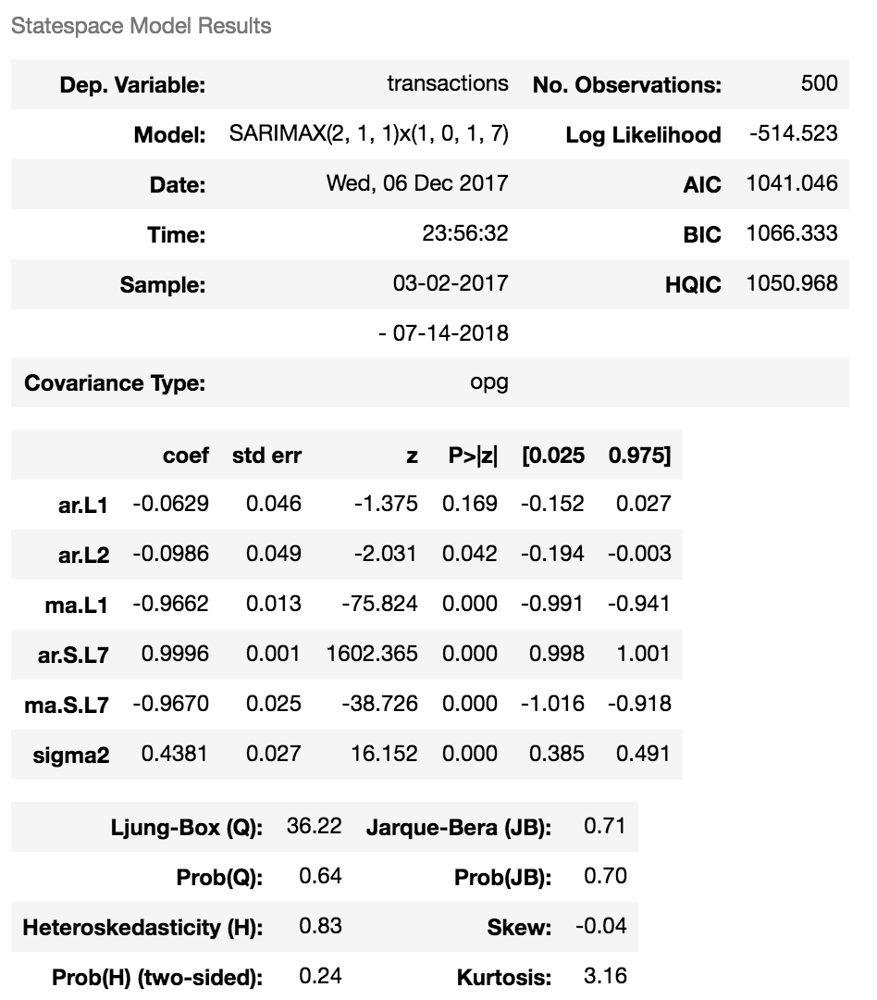 Statespace Model Results
Dep. Variable: transactions No. Observations: 500
Model: SARIMAX(2, 1, 1)x(1, 0, 1, 7) Log Likelihood -514.523
Date: Wed, 06 Dec 2017 AIC 1041.046
Time: 23:56:32 BIC 1066.333
Sample: 03-02-2017 HQIC 1050.968
- 07-14-2018
Covariance Type: opg
coef std err z P>|z| [0.025 0.975]
ar.L1 -0.0629 0.046 -1.375 0.169 -0.152 0.027
ar.L2 -0.0986 0.049 -2.031 0.042 -0.194 -0.003
ma.L1 -0.9662 0.013 -75.824 0.000 -0.991 -0.941
ar.S.L7 0.9996 0.001 1602.365 0.000 0.998 1.001
ma.S.L7 -0.9670 0.025 -38.726 0.000 -1.016 -0.918
sigma2 0.4381 0.027 16.152 0.000 0.385 0.491
Ljung-Box (Q): 36.22 Jarque-Bera (JB): 0.71
Prob(Q): 0.64 Prob(JB): 0.70
Heteroskedasticity (H): 0.83 Skew: -0.04
Prob(H) (two-sided): 0.24 Kurtosis: 3.16